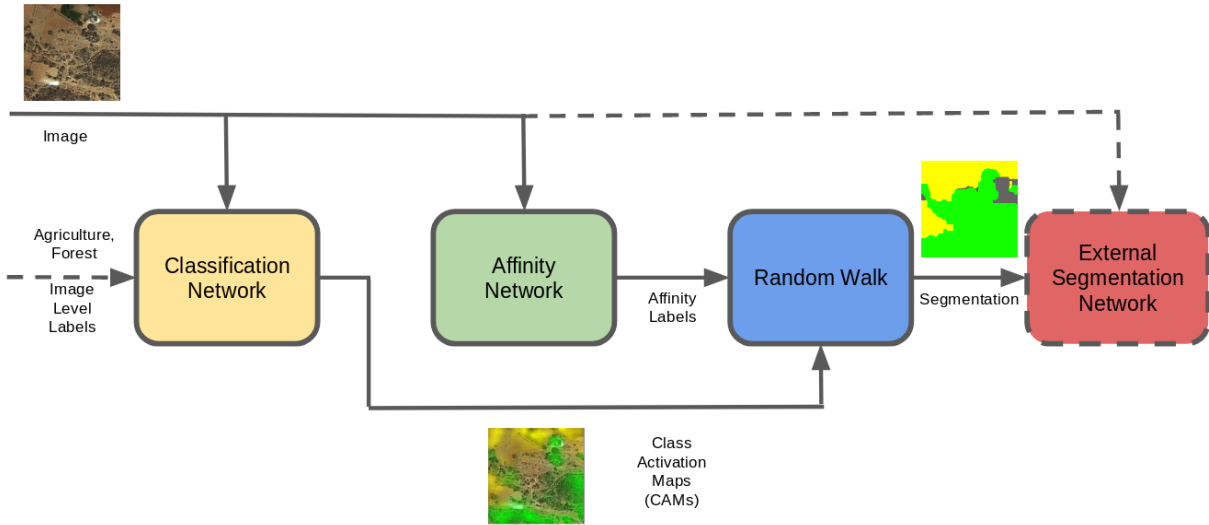 Image
Agriculture,
Forest
Image
Level
Labels
Classification
Network
Affinity
Network
Affinity
Labels
Random Walk
Segmentation
External
Segmentation
Network
Class
Activation
Maps
(CAMs)